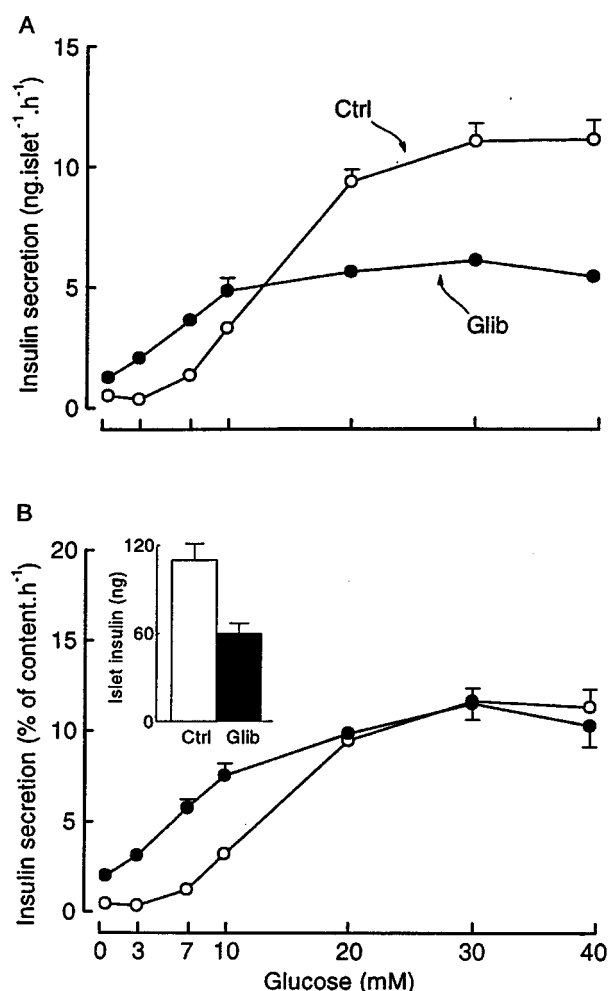 A
Insulin secretion (ng.islet⁻¹.h⁻¹)
15
10
5
0
Ctrl
Glib
B
Insulin secretion (% of content.h⁻¹)
20
15
10
5
0
Islet insulin (ng)
120
60
0
Ctrl Glib
0 3 7 10 20 30 40
Glucose (mM)